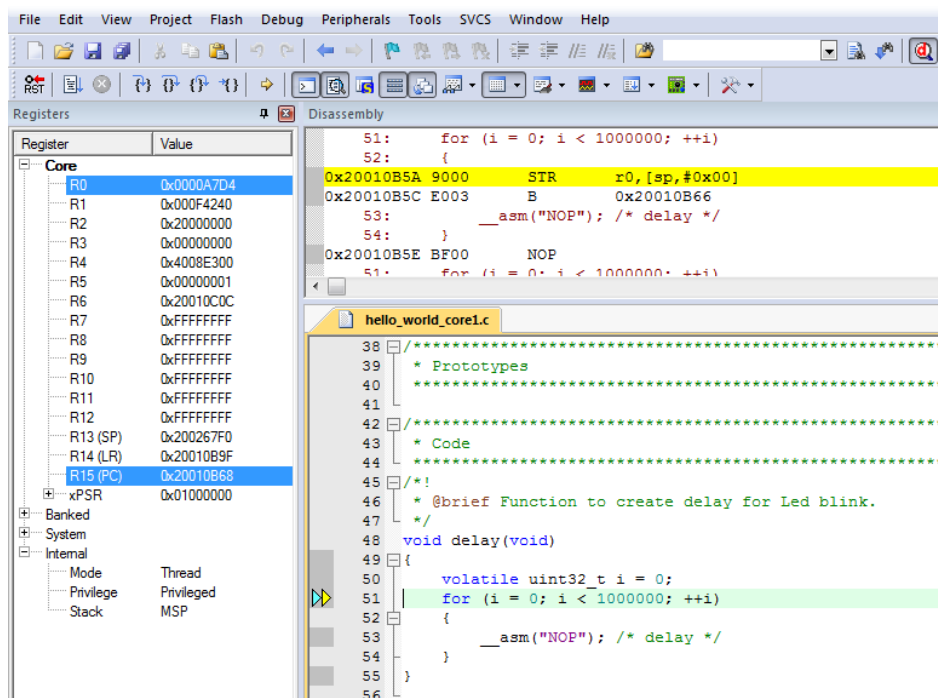 File Edit View Project Flash Debug Peripherals Tools SVCS Window Help
RST
Registers
Register Value
Core
R0 0x0000A7D4
R1 0x000F4240
R2 0x20000000
R3 0x00000000
R4 0x4008E300
R5 0x00000001
R6 0x20010C0C
R7 0xFFFFFFFF
R8 0xFFFFFFFF
R9 0xFFFFFFFF
R10 0xFFFFFFFF
R11 0xFFFFFFFF
R12 0xFFFFFFFF
R13 (SP) 0x200267F0
R14 (LR) 0x20010B9F
R15 (PC) 0x20010B68
xPSR 0x01000000
Banked
System
Internal
Mode Thread
Privilege Privileged
Stack MSP
Disassembly
51: for (i = 0; i < 1000000; ++i)
52: {
0x20010B5A 9000 STR r0,[sp,#0x00]
0x20010B5C E003 B 0x20010B66
53: __asm("NOP"); /* delay */
54: }
0x20010B5E BF00 NOP
51: for (i = 0; i < 1000000; ++i)
hello_world_core1.c
38 /*******************************************************
39 * Prototypes
40 *******************************************************
41
42 /*******************************************************
43 * Code
44 *******************************************************
45 /*!
46 * @brief Function to create delay for Led blink.
47 */
48 void delay(void)
49 {
50 volatile uint32_t i = 0;
51 for (i = 0; i < 1000000; ++i)
52 {
53 __asm("NOP"); /* delay */
54 }
55 }
56